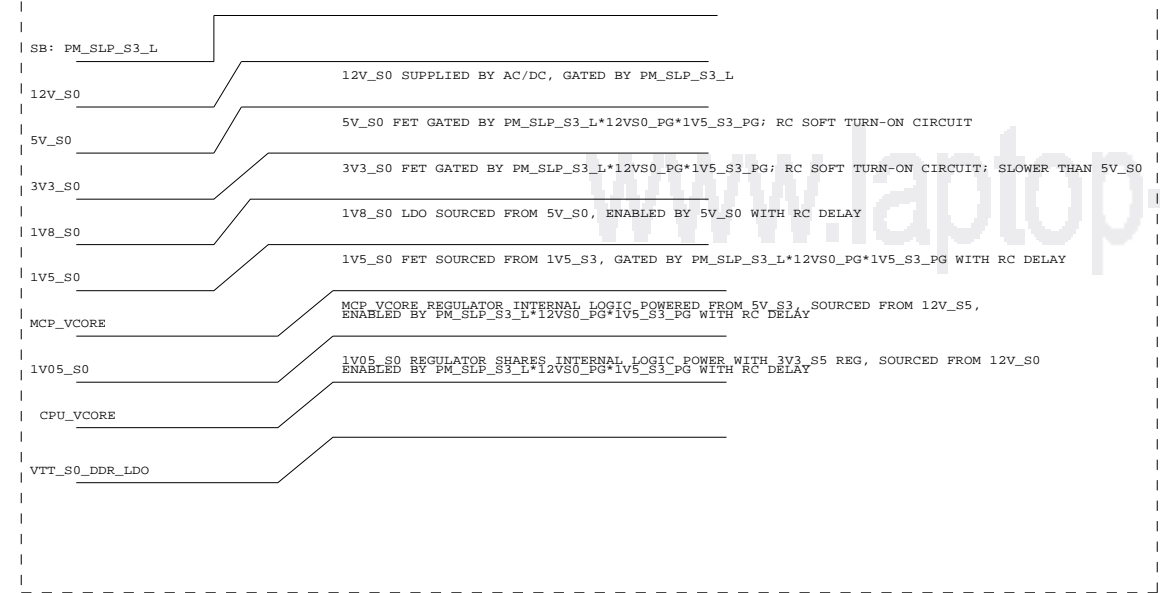 SB: PM_SLP_S3_L
12V_S0 SUPPLIED BY AC/DC, GATED BY PM_SLP_S3_L
12V_S0
5V_S0 FET GATED BY PM_SLP_S3_L*12VS0_PG*1V5_S3_PG; RC SOFT TURN-ON CIRCUIT
5V_S0
3V3_S0 FET GATED BY PM_SLP_S3_L*12VS0_PG*1V5_S3_PG; RC SOFT TURN-ON CIRCUIT; SLOWER THAN 5V_S0
3V3_S0
1V8_S0 LDO SOURCED FROM 5V_S0, ENABLED BY 5V_S0 WITH RC DELAY
1V8_S0
1V5_S0 FET SOURCED FROM 1V5_S3, GATED BY PM_SLP_S3_L*12VS0_PG*1V5_S3_PG WITH RC DELAY
1V5_S0
MCP_VCORE REGULATOR INTERNAL LOGIC POWERED FROM 5V_S3, SOURCED FROM 12V_S5,
ENABLED BY PM_SLP_S3_L*12VS0_PG*1V5_S3_PG WITH RC DELAY
MCP_VCORE
1V05_S0 REGULATOR SHARES INTERNAL LOGIC POWER WITH 3V3_S5 REG, SOURCED FROM 12V_S0
ENABLED BY PM_SLP_S3_L*12VS0_PG*1V5_S3_PG WITH RC DELAY
1V05_S0
CPU_VCORE
VTT_S0_DDR_LDO
www.laptop-